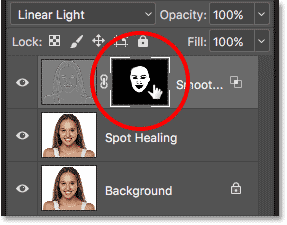 Linear Light Opacity: 100%
Lock: Fill: 100%
Smoot...
Spot Healing
Background